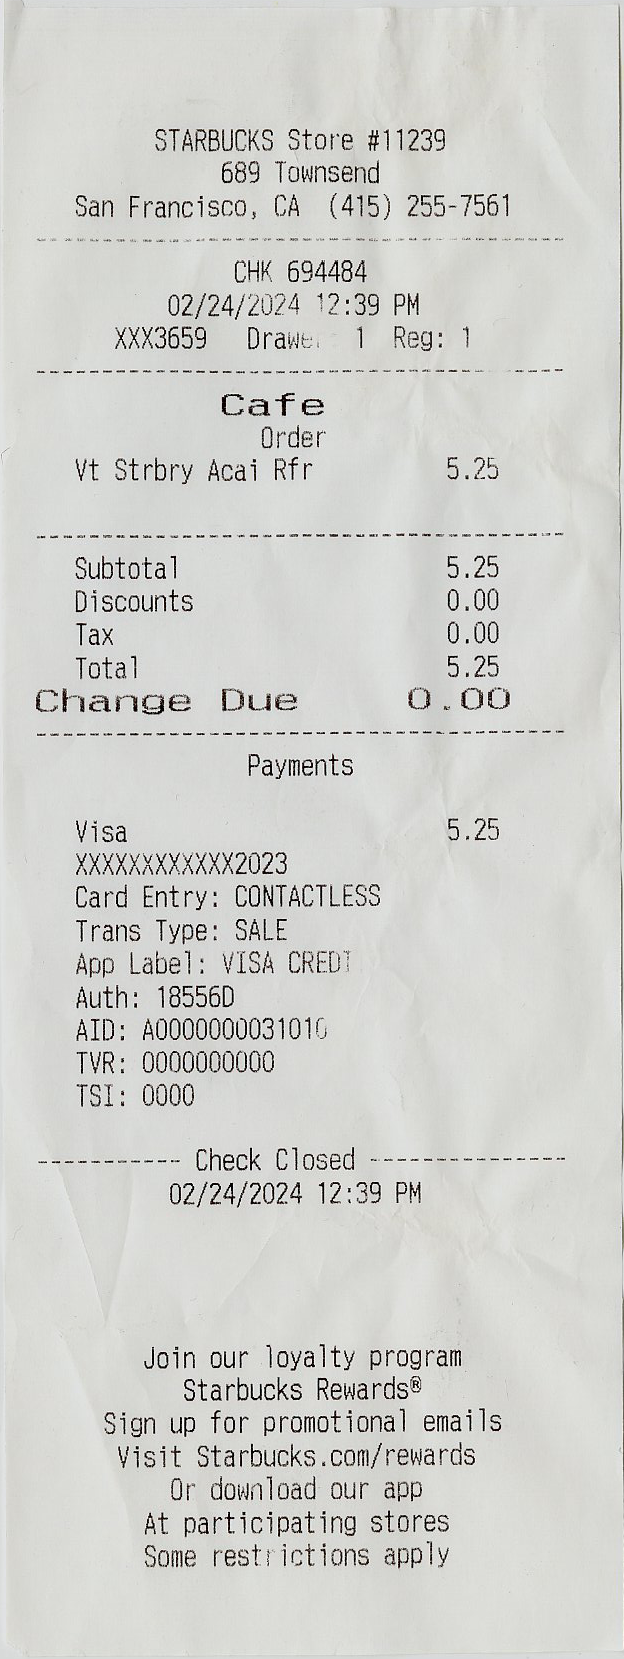 STARBUCKS Store #11239
689 Townsend
San Francisco, CA (415) 255-7561
CHK 694484
02/24/2024 12:39 PM
XXX3659 Drawer: 1 Reg: 1
Cafe
Order
Vt Strbry Acai Rfr 5.25
Subtotal 5.25
Discounts 0.00
Tax 0.00
Total 5.25
Change Due 0.00
Payments
Visa 5.25
XXXXXXXXXXXX2023
Card Entry: CONTACTLESS
Trans Type: SALE
App Label: VISA CREDIT
Auth: 18556D
AID: A0000000031010
TVR: 0000000000
TSI: 0000
----------- Check Closed ---------------
02/24/2024 12:39 PM
Join our loyalty program
Starbucks Rewards®
Sign up for promotional emails
Visit Starbucks.com/rewards
Or download our app
At participating stores
Some restrictions apply